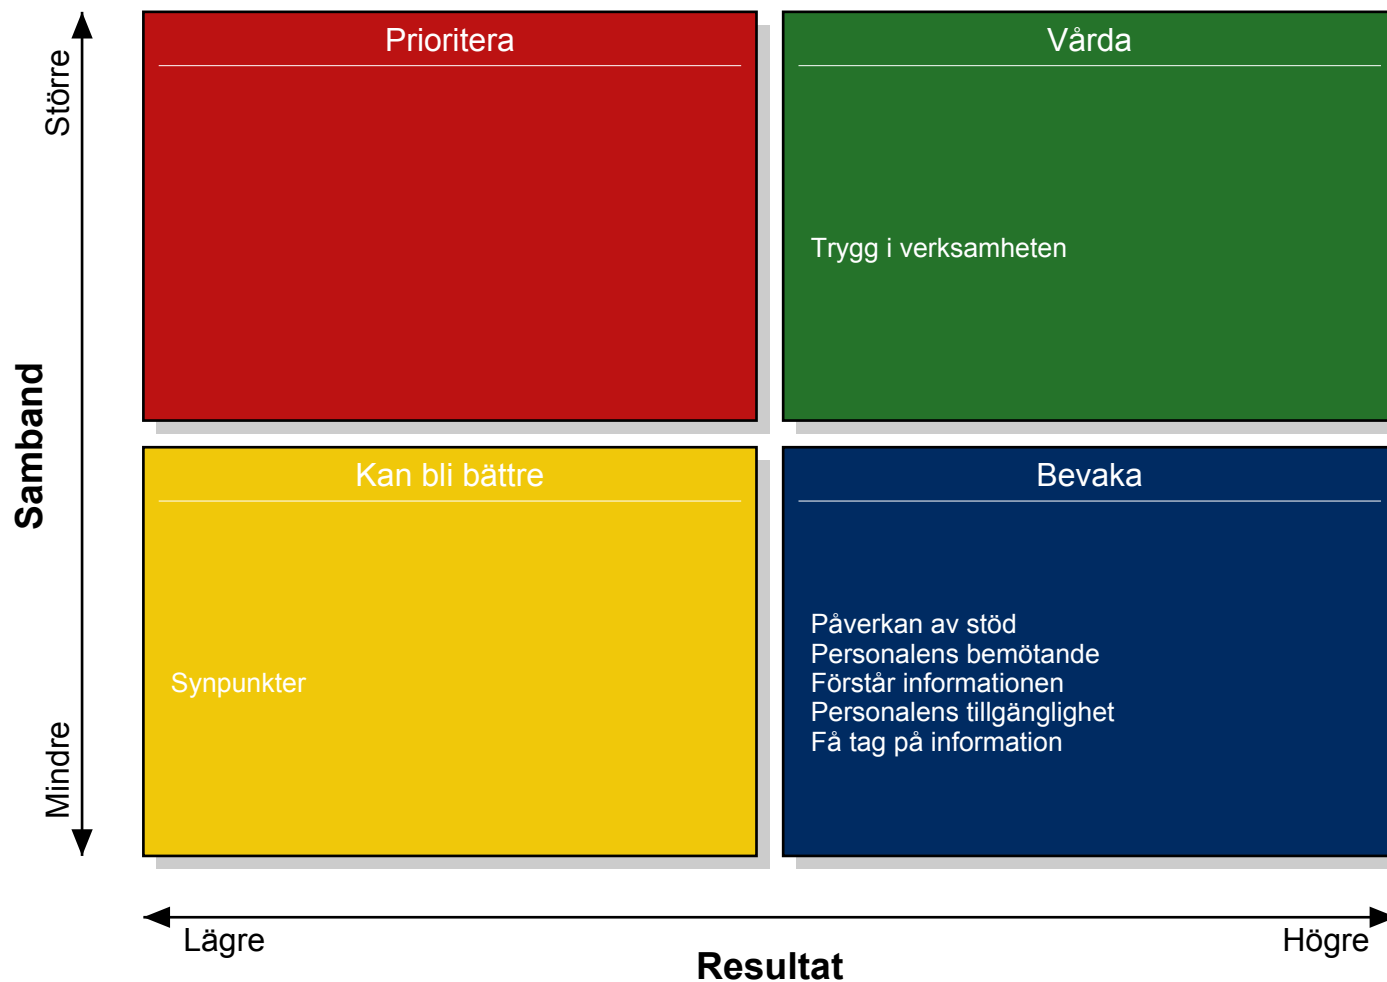 Större
Samband
Mindre
Prioritera
Vårda
Trygg i verksamheten
Kan bli bättre
Synpunkter
Bevaka
Påverkan av stöd
Personalens bemötande
Förstår informationen
Personalens tillgänglighet
Få tag på information
Lägre
Högre
Resultat